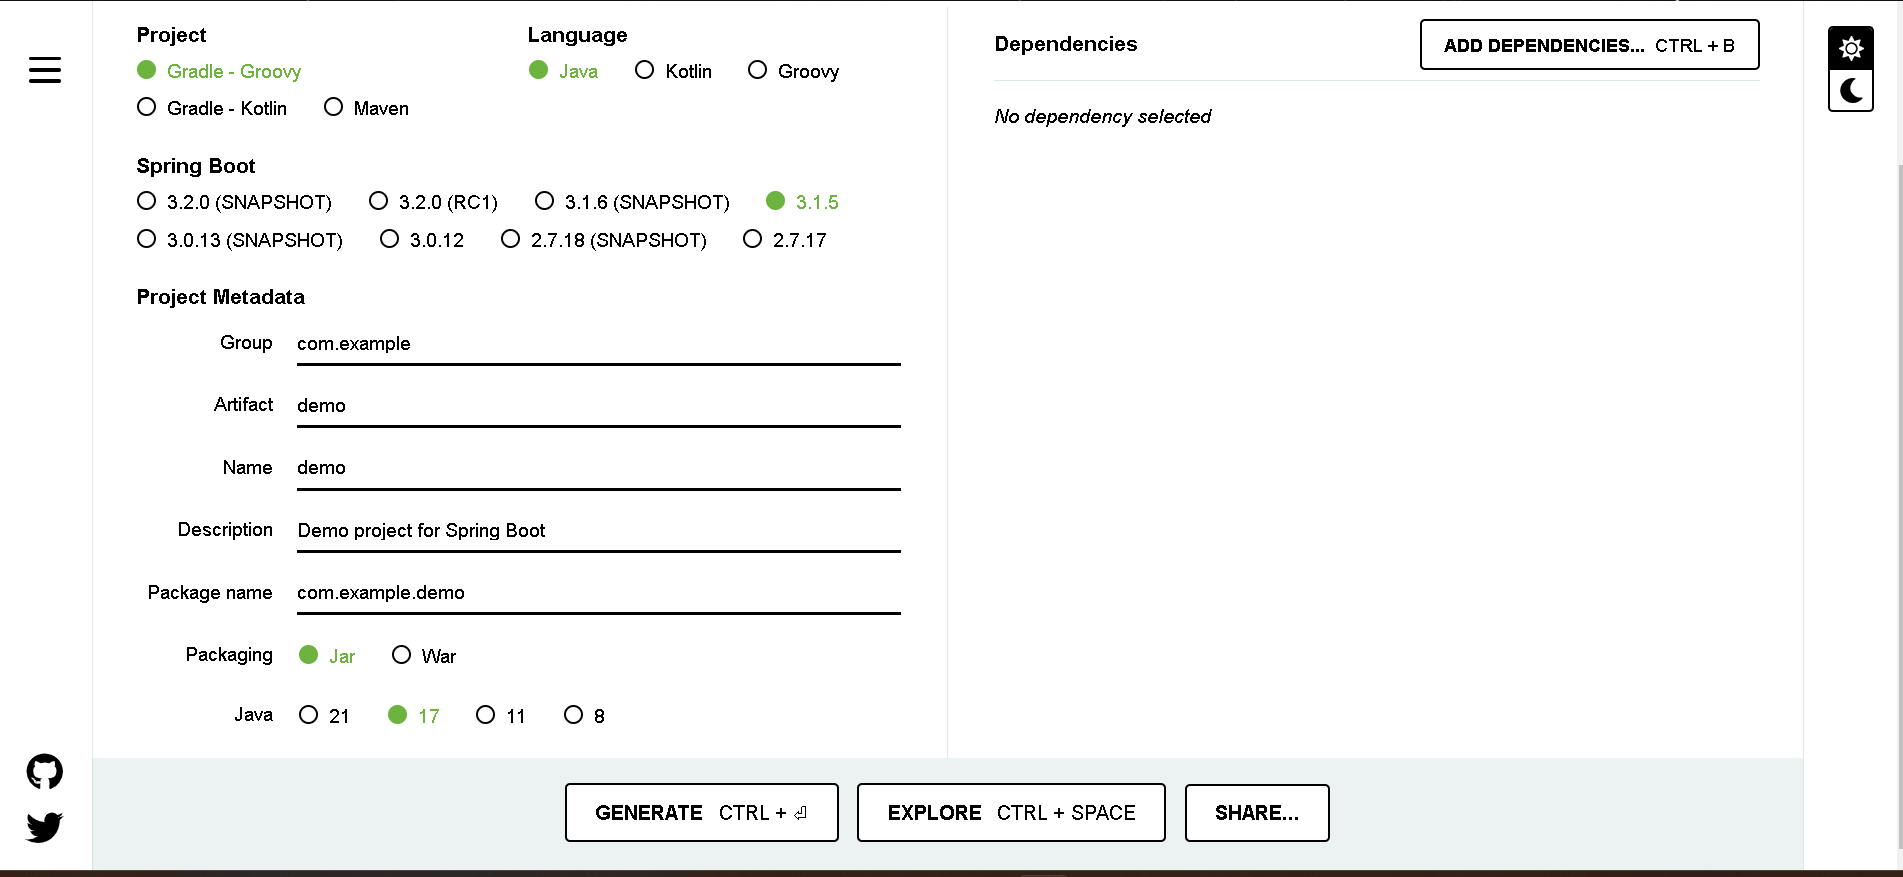 Project
Gradle - Groovy
Gradle - Kotlin Maven
Language
Java Kotlin Groovy
Spring Boot
3.2.0 (SNAPSHOT) 3.2.0 (RC1) 3.1.6 (SNAPSHOT) 3.1.5
3.0.13 (SNAPSHOT) 3.0.12 2.7.18 (SNAPSHOT) 2.7.17
Project Metadata
Group com.example
Artifact demo
Name demo
Description Demo project for Spring Boot
Package name com.example.demo
Packaging Jar War
Java 21 17 11 8
Dependencies
ADD DEPENDENCIES... CTRL + B
No dependency selected
GENERATE CTRL + ⏎
EXPLORE CTRL + SPACE
SHARE...